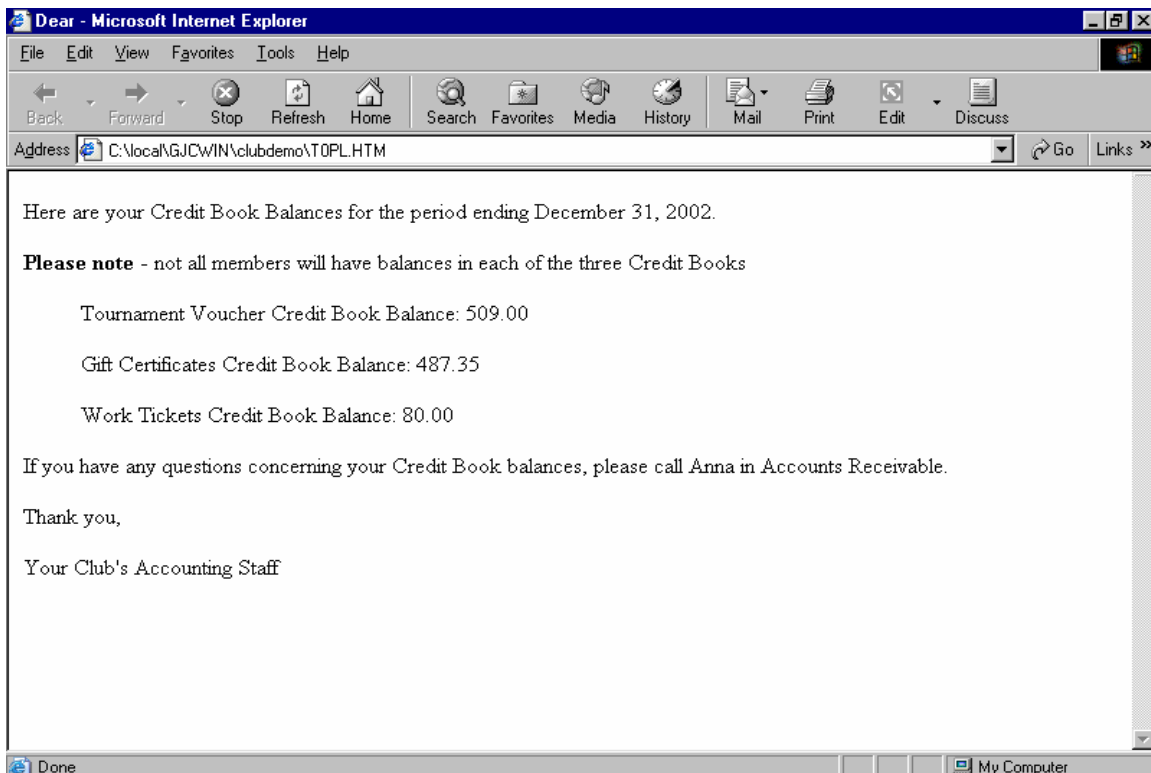 Dear - Microsoft Internet Explorer
File Edit View Favorites Tools Help
Back Forward Stop Refresh Home Search Favorites Media History Mail Print Edit Discuss
Address C:\local\GJCWIN\clubdemo\T0PL.HTM Go Links »
Here are your Credit Book Balances for the period ending December 31, 2002.
Please note - not all members will have balances in each of the three Credit Books
Tournament Voucher Credit Book Balance: 509.00
Gift Certificates Credit Book Balance: 487.35
Work Tickets Credit Book Balance: 80.00
If you have any questions concerning your Credit Book balances, please call Anna in Accounts Receivable.
Thank you,
Your Club's Accounting Staff
Done My Computer